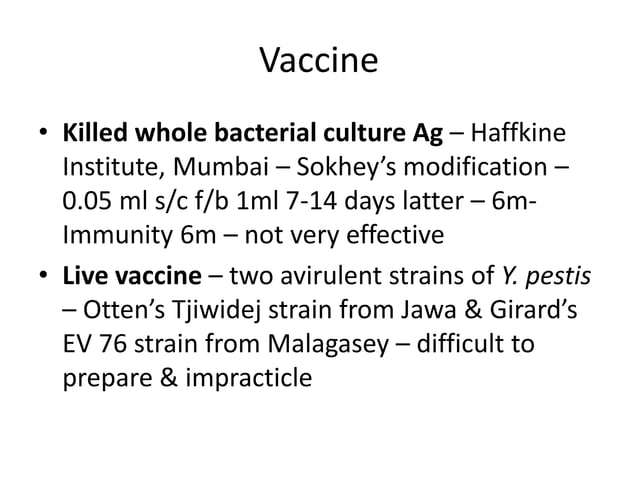 Vaccine
• Killed whole bacterial culture Ag – Haffkine
Institute, Mumbai – Sokhey’s modification –
0.05 ml s/c f/b 1ml 7-14 days latter – 6m-
Immunity 6m – not very effective
• Live vaccine – two avirulent strains of Y. pestis
– Otten’s Tjiwidej strain from Jawa & Girard’s
EV 76 strain from Malagasey – difficult to
prepare & impracticle